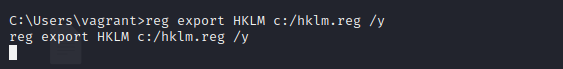 C:\Users\vagrant>reg export HKLM c:/hklm.reg /y
reg export HKLM c:/hklm.reg /y